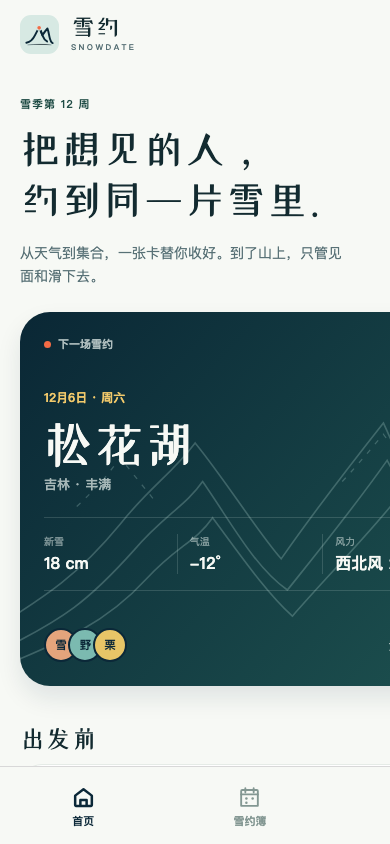 雪约
SNOWDATE
雪季第 12 周
把想见的人，
约到同一片雪里.
从天气到集合，一张卡替你收好。到了山上，只管见
面和滑下去。
下一场雪约
12月6日 · 周六
松花湖
吉林 · 丰满
新雪 气温 风力
18 cm −12° 西北风
雪 野 栗
出发前
首页 雪约簿